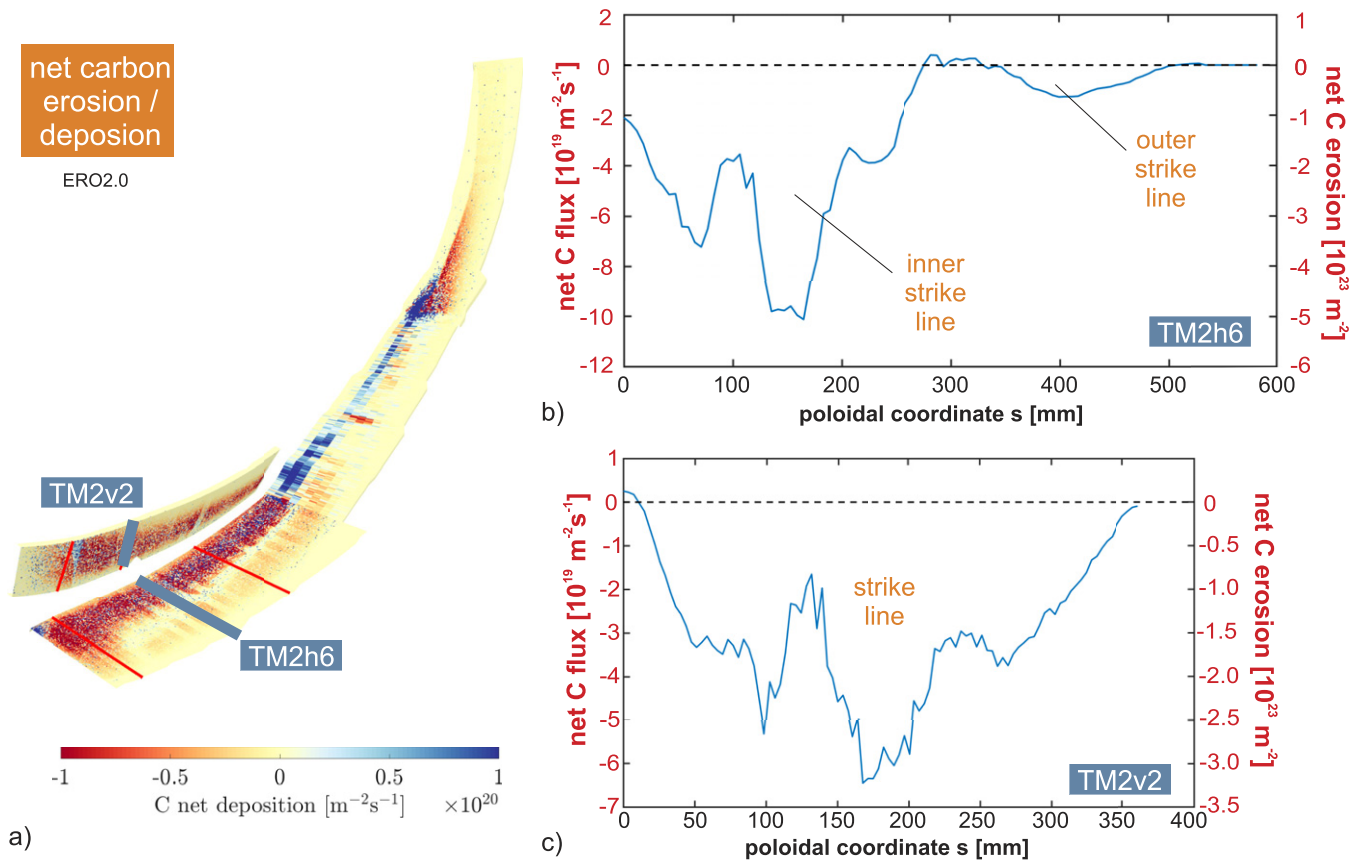 net carbon
erosion /
deposion
ERO2.0
TM2v2
TM2h6
-1
-0.5
0
0.5
1
C net deposition [m⁻²s⁻¹]
×10²⁰
a)
2
0
-2
-4
-6
-8
-10
-12
net C flux [10¹⁹ m⁻²s⁻¹]
1
0
-1
-2
-3
-4
-5
-6
net C erosion [10²³ m⁻²]
outer
strike
line
inner
strike
line
TM2h6
0
100
200
300
400
500
600
poloidal coordinate s [mm]
b)
1
0
-1
-2
-3
-4
-5
-6
-7
net C flux [10¹⁹ m⁻²s⁻¹]
0
-0.5
-1.0
-1.5
-2.0
-2.5
-3.0
-3.5
net C erosion [10²³ m⁻²]
strike
line
TM2v2
0
50
100
150
200
250
300
350
400
poloidal coordinate s [mm]
c)